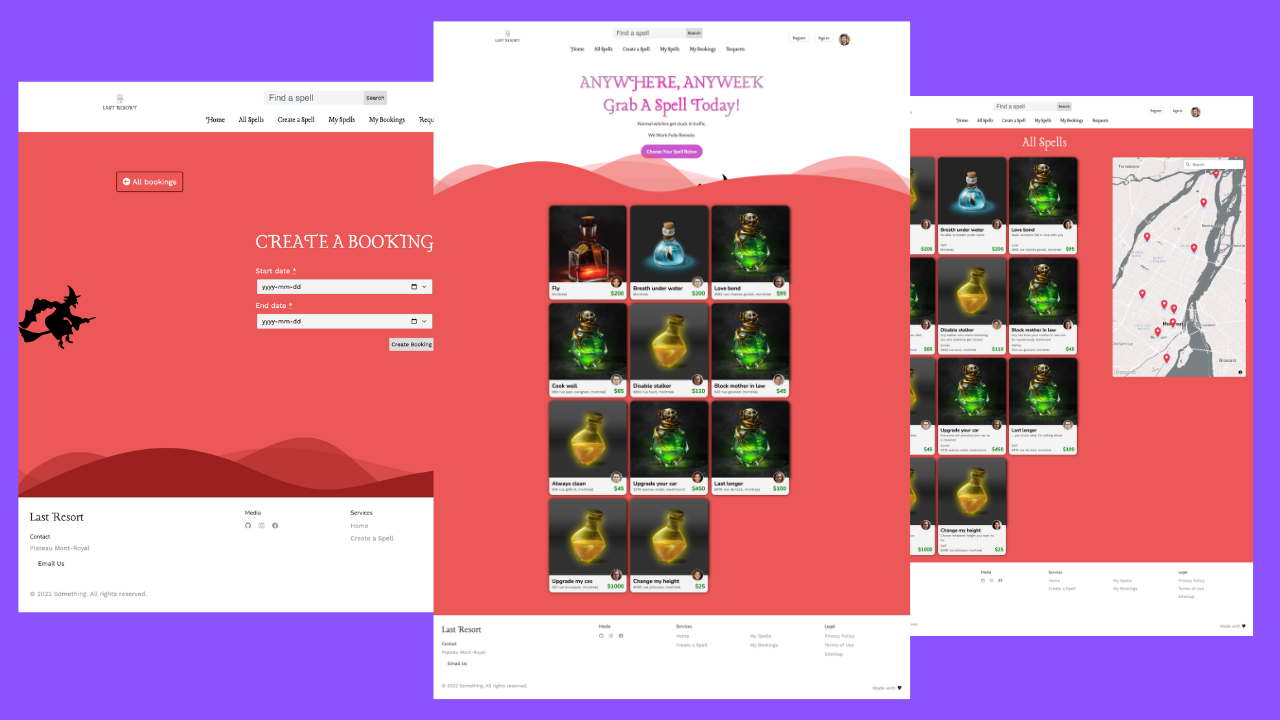 LAST RESORT
Find a spell
Search
Home All Spells Create a Spell My Spells My Bookings Requ
All bookings
CREATE A BOOKING
Start date *
yyyy-mm-dd
End date *
yyyy-mm-dd
Create Booking
Last Resort
Contact
Plateau Mont-Royal
Email Us
Media
Services
Home
Create a Spell
© 2022 Something. All rights reserved.
LAST RESORT
Find a spell
Search
Register Sign in
Home All Spells Create a Spell My Spells My Bookings Requests
ANYWHERE, ANYWEEK
Grab A Spell Today!
Normal witches get stuck in traffic.
We Work Fully Remote
Choose Your Spell Below
Fly
Montreal $200
Breath under water
Montreal $200
Love bond
$95
Cook well
$85
Disable stalker
$110
Block mother in law
$45
Always clean
$45
Upgrade your car
$450
Last longer
$180
Upgrade my cso
$1000
Change my height
$25
Last Resort
Contact
Plateau Mont-Royal
Email Us
Media
Services
Home
Create a Spell
My Spells
My Bookings
Legal
Privacy Policy
Terms of Use
Sitemap
© 2022 Something. All rights reserved.
Made with
Find a spell
Search
Register Sign in
Home All Spells Create a Spell My Spells My Bookings Requests
All Spells
$200
Breath under water
$200
Love bond
$95
Disable stalker
$110
Block mother in law
$45
$45
Upgrade your car
$450
Last longer
Change my height
$25
Search
Brossard
Media
Services
Home
Create a Spell
My Spells
My Bookings
Legal
Privacy Policy
Terms of Use
Sitemap
Made with